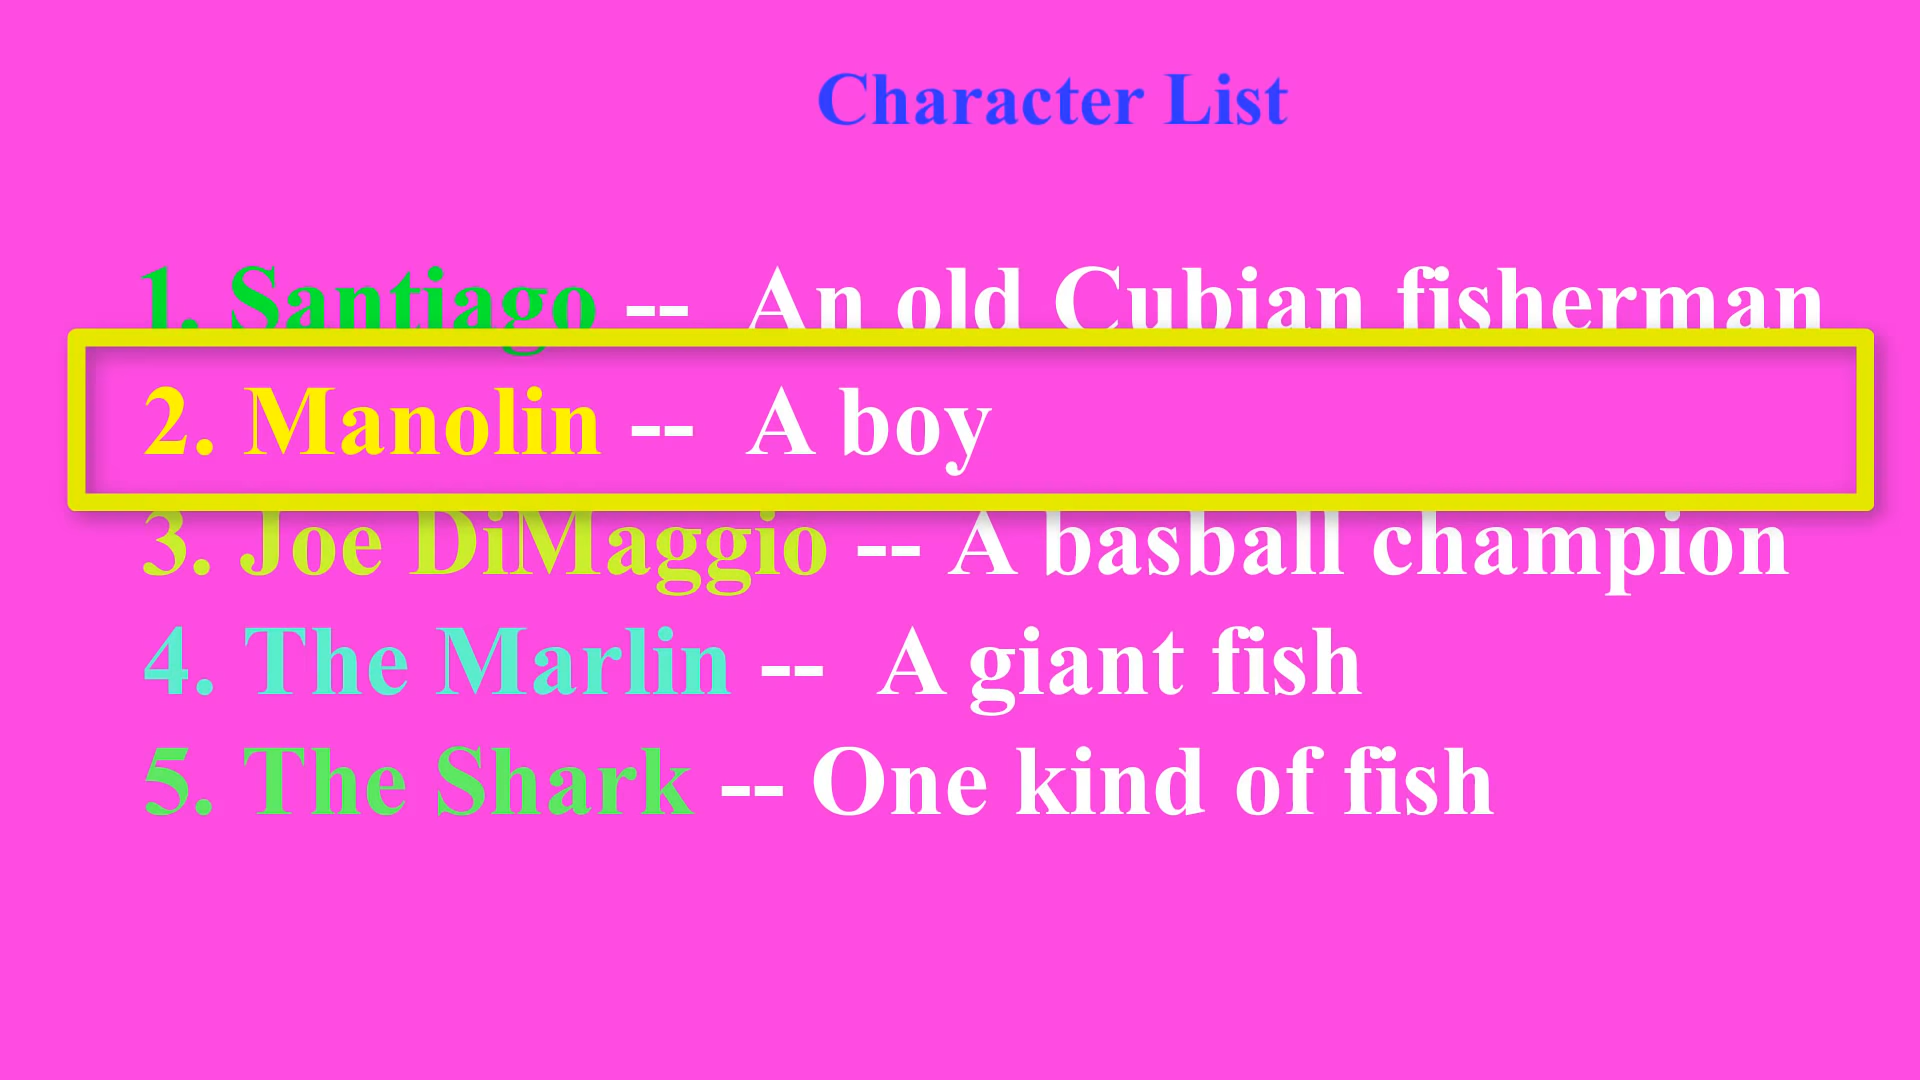 Character List
1. Santiago -- An old Cubian fisherman
2. Manolin -- A boy
3. Joe DiMaggio -- A basball champion
4. The Marlin -- A giant fish
5. The Shark -- One kind of fish